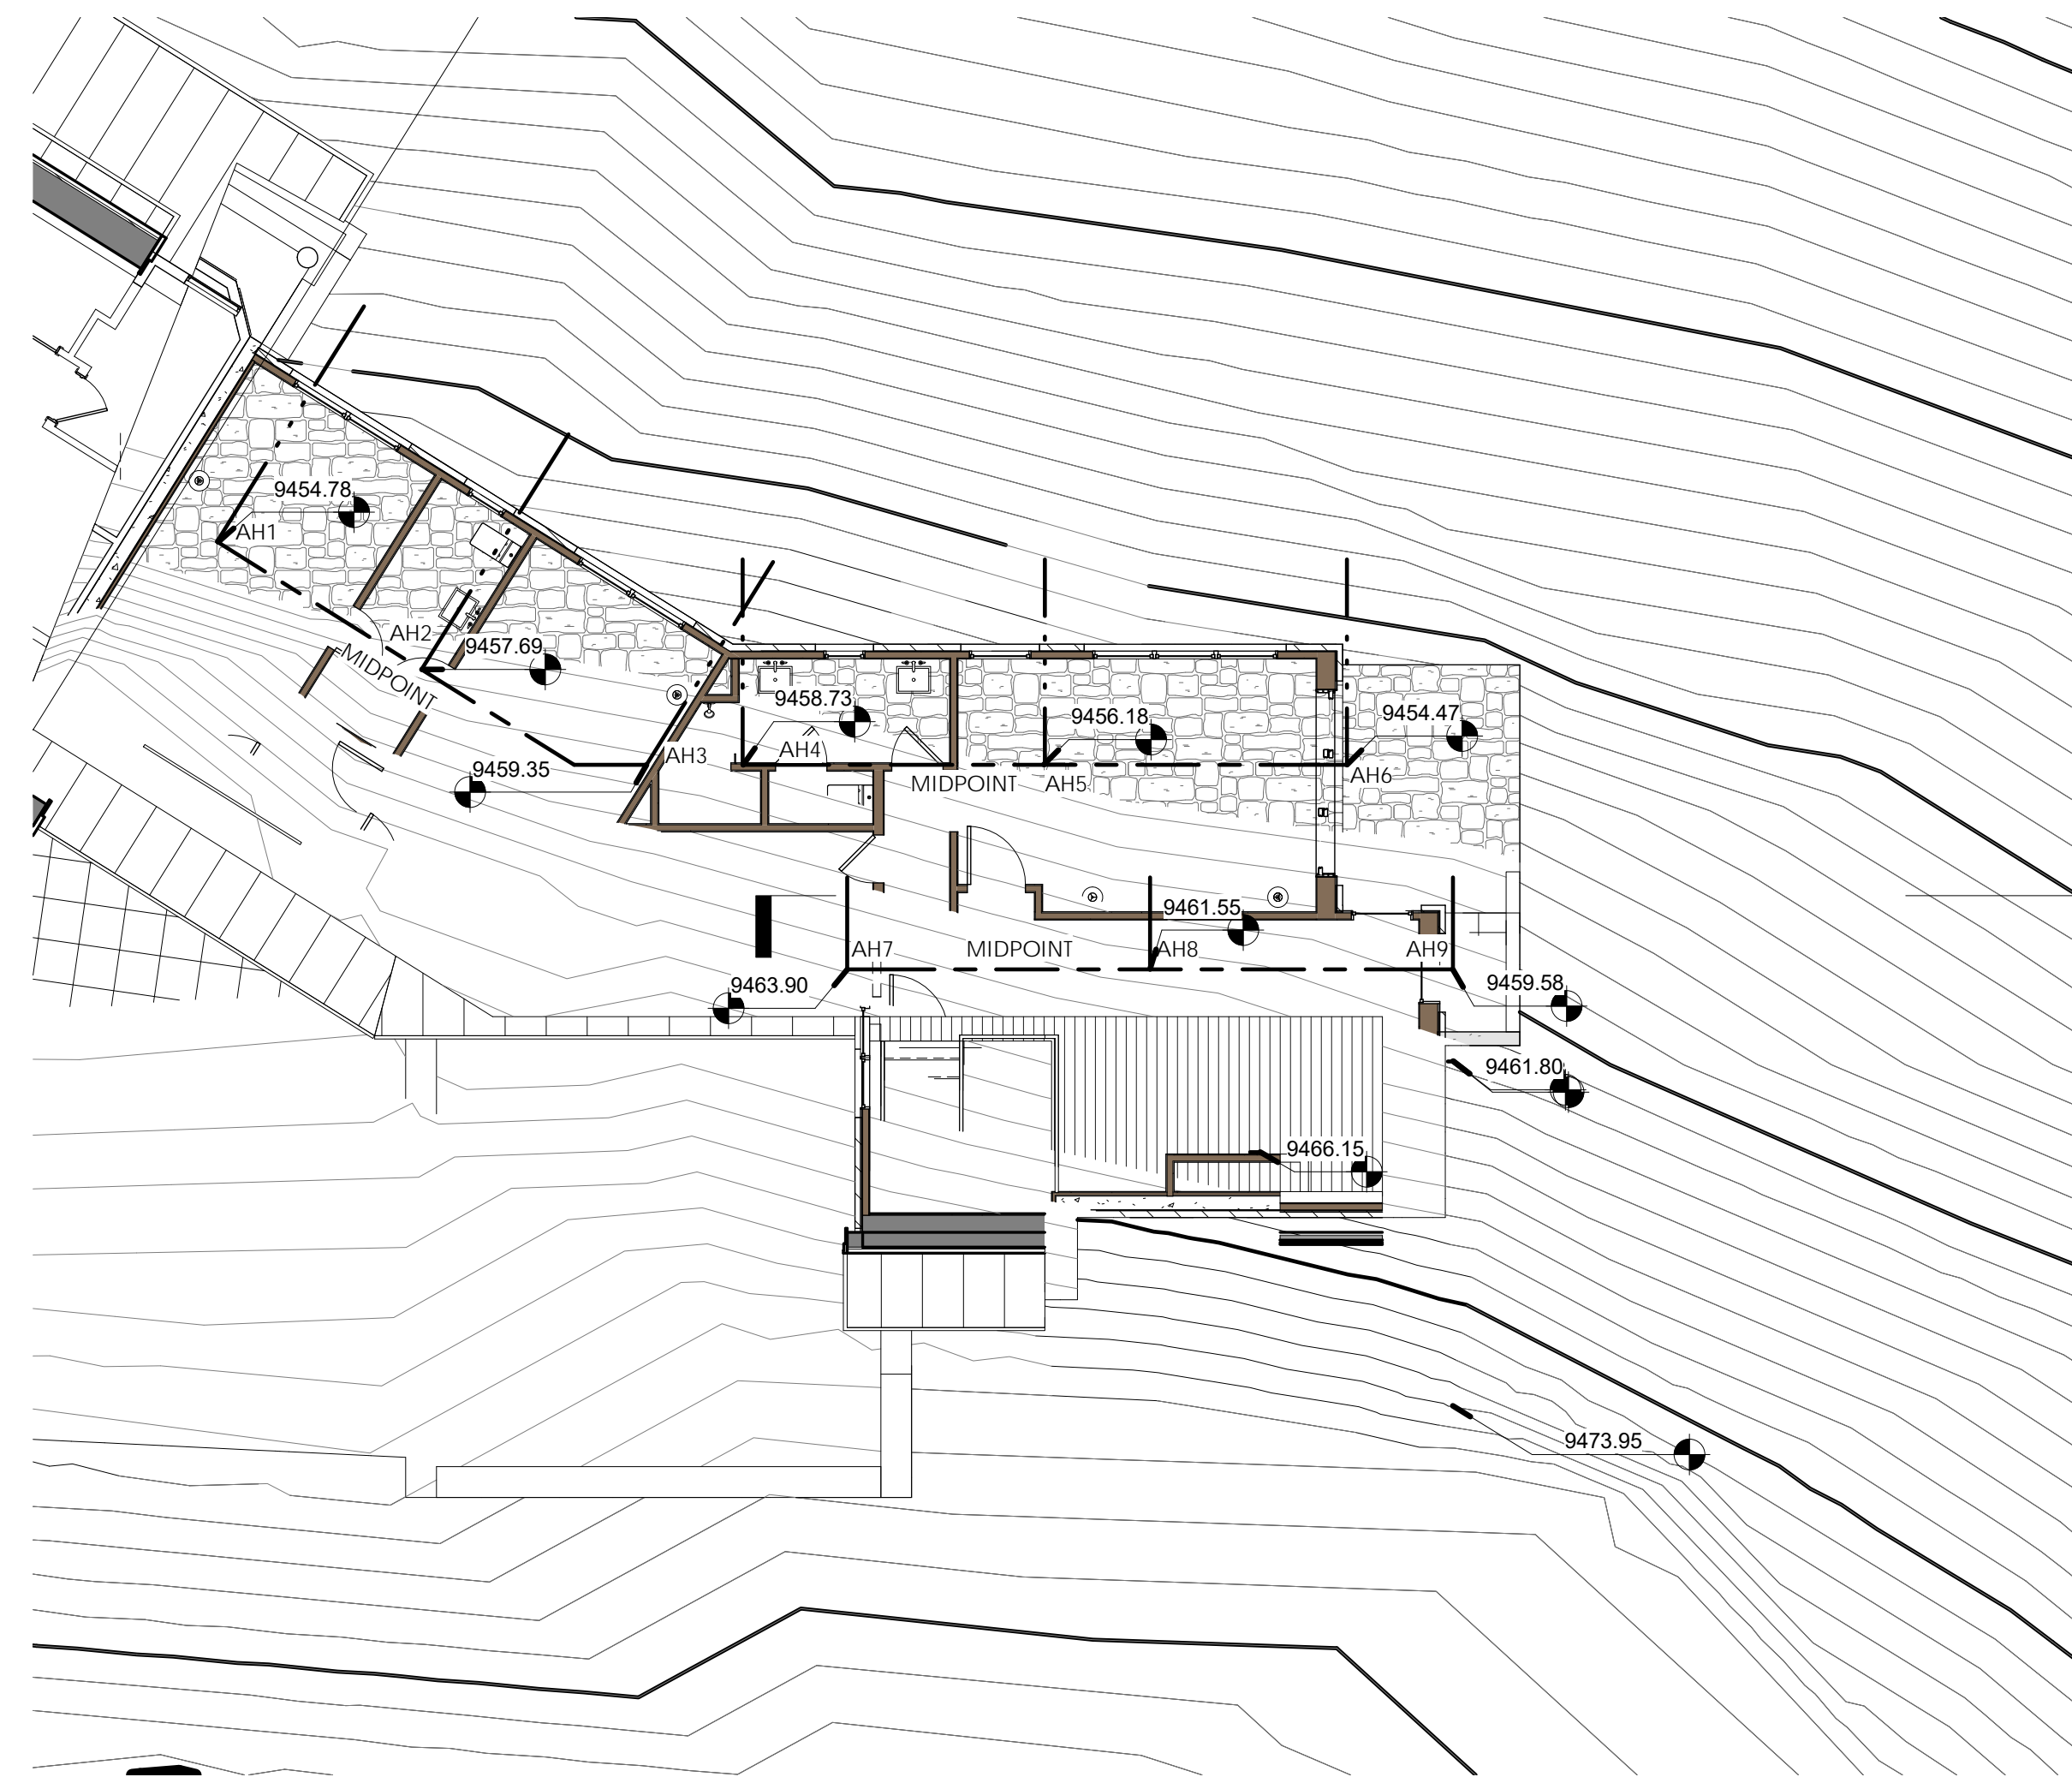 9454.78
AH1
AH2
9457.69
MIDPOINT
9458.73
9456.18
9454.47
AH3
AH4
9459.35
MIDPOINT
AH5
AH6
9461.55
AH7
MIDPOINT
AH8
AH9
9463.90
9459.58
9461.80
9466.15
9473.95